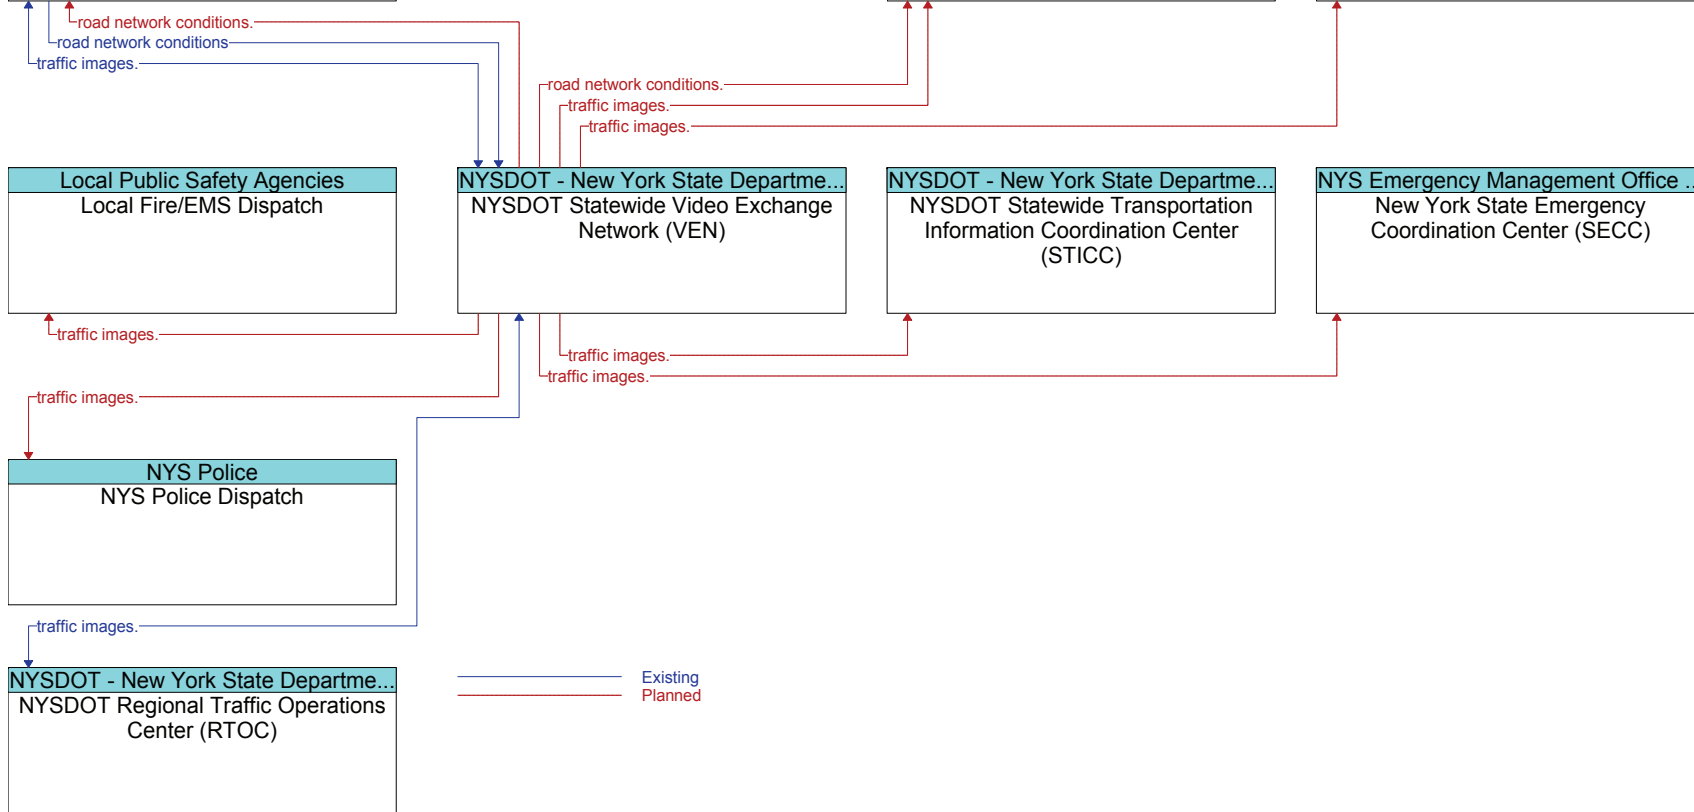 road network conditions.
road network conditions
traffic images.
road network conditions.
traffic images.
traffic images.
Local Public Safety Agencies
Local Fire/EMS Dispatch
NYSDOT - New York State Departme...
NYSDOT Statewide Video Exchange
Network (VEN)
NYSDOT - New York State Departme...
NYSDOT Statewide Transportation
Information Coordination Center
(STICC)
NYS Emergency Management Office ..
New York State Emergency
Coordination Center (SECC)
traffic images.
traffic images.
traffic images.
traffic images.
NYS Police
NYS Police Dispatch
traffic images.
NYSDOT - New York State Departme...
NYSDOT Regional Traffic Operations
Center (RTOC)
Existing
Planned